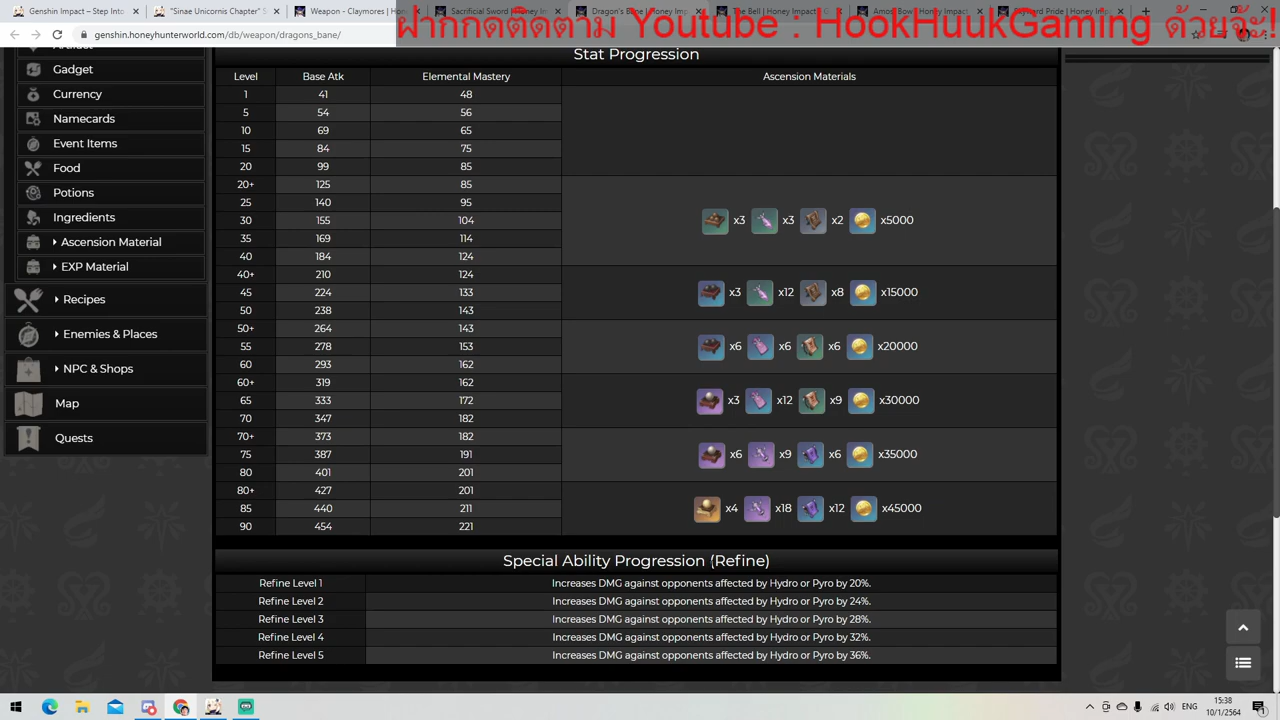 Genshin Impact – Step Into
"Sinae Unicornis Chapter" S
Weapon - Claymores | Hon
Sacrificial Sword | Honey Im
Dragon's Bane | Honey Imp
The Bell | Honey Impact - G
Amos' Bow | Honey Impact
Pride | Honey Imp
ฝากกดติดตาม Youtube : HookHuukGaming ด้วยจ้ะ!
genshin.honeyhunterworld.com/db/weapon/dragons_bane/
Gadget
Currency
Namecards
Event Items
Food
Potions
Ingredients
Ascension Material
EXP Material
Recipes
Enemies & Places
NPC & Shops
Map
Quests
Stat Progression
Level Base Atk Elemental Mastery Ascension Materials
1 41 48
5 54 56
10 69 65
15 84 75
20 99 85
20+ 125 85
25 140 95
30 155 104 x3 x3 x2 x5000
35 169 114
40 184 124
40+ 210 124
45 224 133 x3 x12 x8 x15000
50 238 143
50+ 264 143
55 278 153 x6 x6 x6 x20000
60 293 162
60+ 319 162
65 333 172 x3 x12 x9 x30000
70 347 182
70+ 373 182
75 387 191 x6 x9 x6 x35000
80 401 201
80+ 427 201
85 440 211 x4 x18 x12 x45000
90 454 221
Special Ability Progression (Refine)
Refine Level 1 Increases DMG against opponents affected by Hydro or Pyro by 20%.
Refine Level 2 Increases DMG against opponents affected by Hydro or Pyro by 24%.
Refine Level 3 Increases DMG against opponents affected by Hydro or Pyro by 28%.
Refine Level 4 Increases DMG against opponents affected by Hydro or Pyro by 32%.
Refine Level 5 Increases DMG against opponents affected by Hydro or Pyro by 36%.
ENG
15:38
10/1/2564